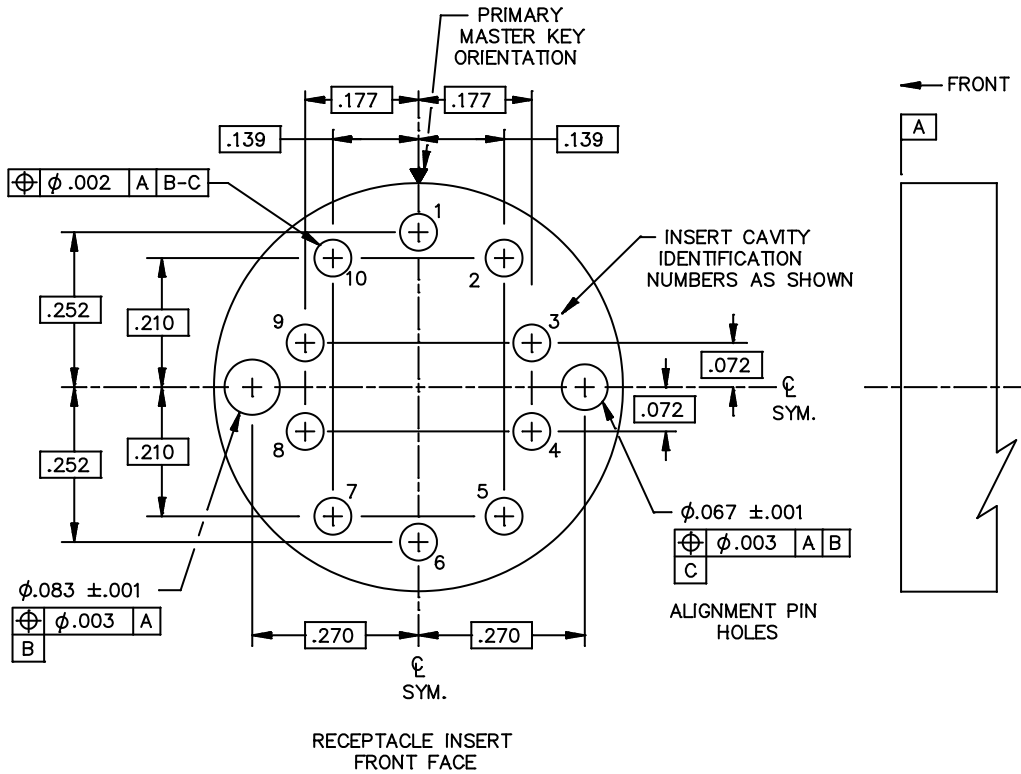 PRIMARY
MASTER KEY
ORIENTATION
FRONT
A
.177
.177
.139
.139
⌖ ⌀ .002 A B-C
1
10
2
INSERT CAVITY
IDENTIFICATION
NUMBERS AS SHOWN
.252
.210
9
3
.072
℄
SYM.
.072
.252
.210
8
4
7
5
6
⌀.067 ±.001
⌖ ⌀.003 A B
C
ALIGNMENT PIN
HOLES
⌀.083 ±.001
⌖ ⌀.003 A
B
.270
.270
℄
SYM.
RECEPTACLE INSERT
FRONT FACE